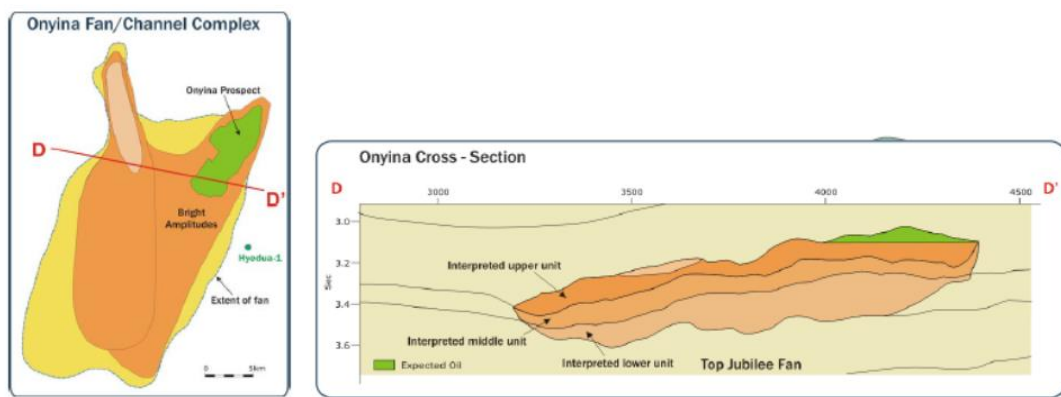 Onyina Fan/Channel Complex
Onyina Prospect
D
D'
Bright
Amplitudes
Hyodua-1
Extent of fan
0 5km
Onyina Cross - Section
D D'
3000 3500 4000 4500
3.0
3.2
Sec
3.4
3.6
Interpreted upper unit
Interpreted middle unit
Interpreted lower unit
Expected Oil
Top Jubilee Fan